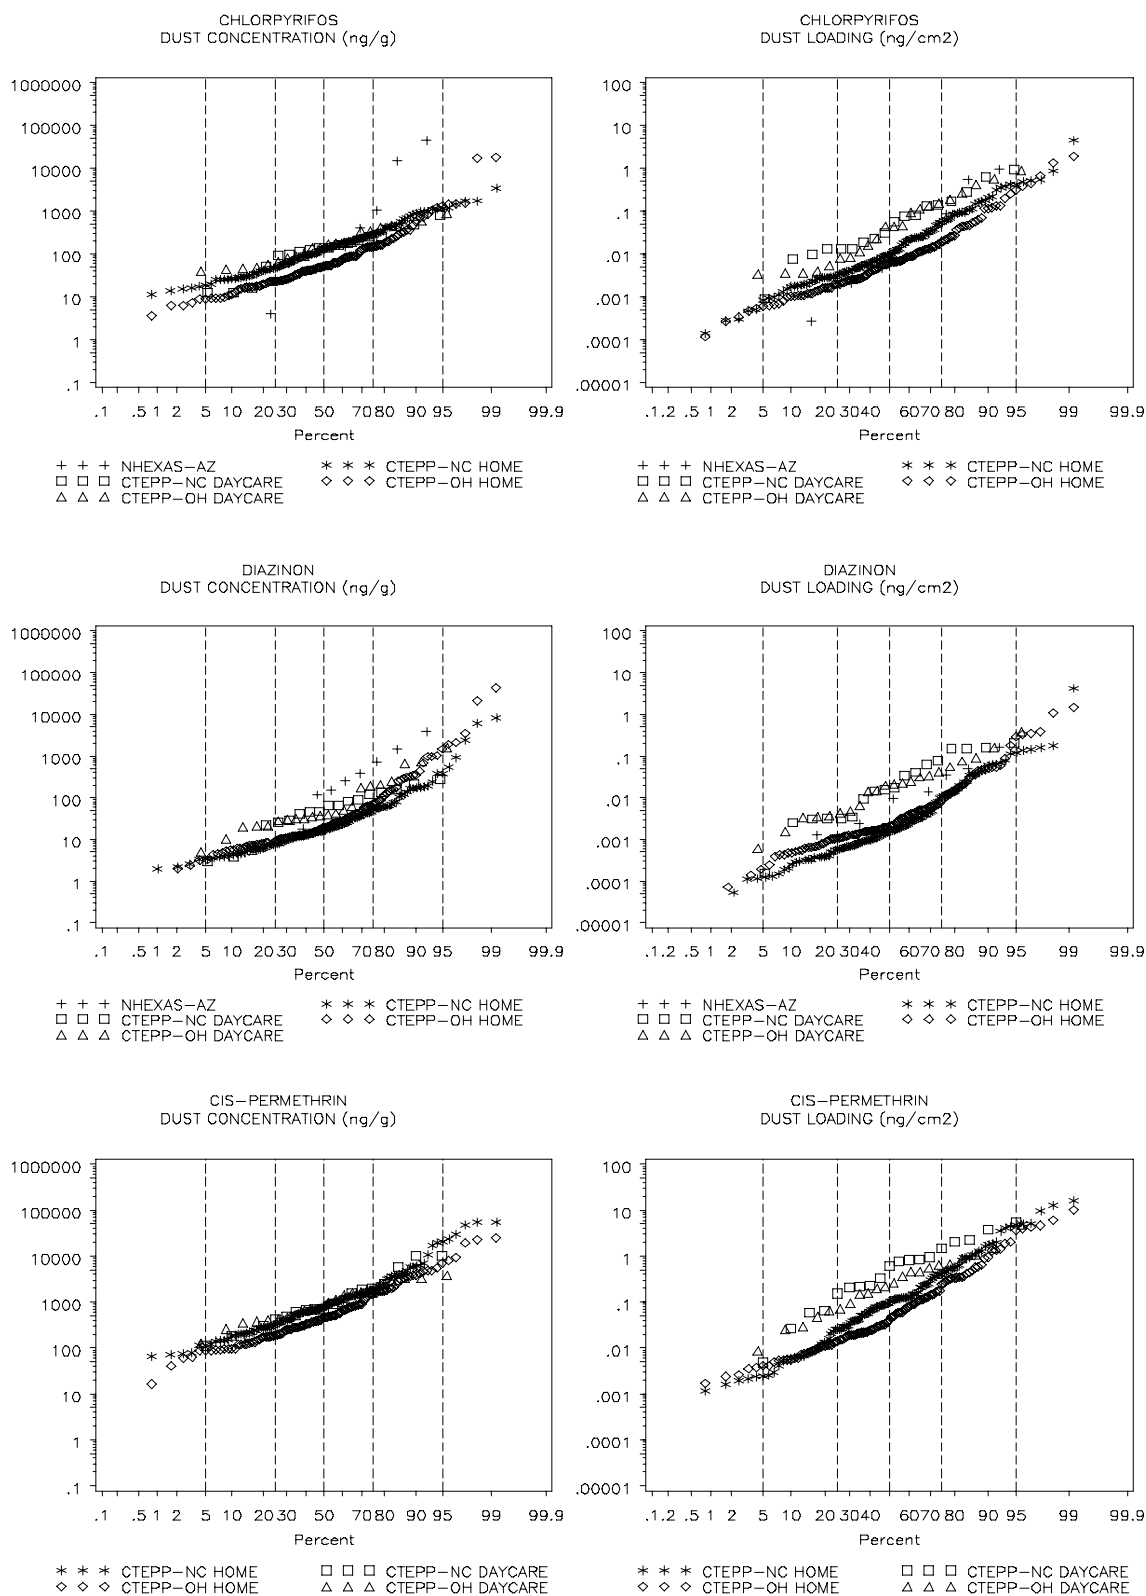 CHLORPYRIFOS
DUST CONCENTRATION (ng/g)
1000000
100000
10000
1000
100
10
1
.1
.1 .5 1 2 5 10 20 30 50 70 80 90 95 99 99.9
Percent
+ + + NHEXAS-AZ
□ □ □ CTEPP-NC DAYCARE
△ △ △ CTEPP-OH DAYCARE
* * * CTEPP-NC HOME
◇ ◇ ◇ CTEPP-OH HOME
CHLORPYRIFOS
DUST LOADING (ng/cm2)
100
10
1
.1
.01
.001
.0001
.00001
.1 .2 .5 1 2 5 10 20 30 40 60 70 80 90 95 99 99.9
Percent
+ + + NHEXAS-AZ
□ □ □ CTEPP-NC DAYCARE
△ △ △ CTEPP-OH DAYCARE
* * * CTEPP-NC HOME
◇ ◇ ◇ CTEPP-OH HOME
DIAZINON
DUST CONCENTRATION (ng/g)
1000000
100000
10000
1000
100
10
1
.1
.1 .5 1 2 5 10 20 30 50 70 80 90 95 99 99.9
Percent
+ + + NHEXAS-AZ
□ □ □ CTEPP-NC DAYCARE
△ △ △ CTEPP-OH DAYCARE
* * * CTEPP-NC HOME
◇ ◇ ◇ CTEPP-OH HOME
DIAZINON
DUST LOADING (ng/cm2)
100
10
1
.1
.01
.001
.0001
.00001
.1 .2 .5 1 2 5 10 20 30 40 60 70 80 90 95 99 99.9
Percent
+ + + NHEXAS-AZ
□ □ □ CTEPP-NC DAYCARE
△ △ △ CTEPP-OH DAYCARE
* * * CTEPP-NC HOME
◇ ◇ ◇ CTEPP-OH HOME
CIS-PERMETHRIN
DUST CONCENTRATION (ng/g)
1000000
100000
10000
1000
100
10
1
.1
.1 .5 1 2 5 10 20 30 50 70 80 90 95 99 99.9
Percent
* * * CTEPP-NC HOME
◇ ◇ ◇ CTEPP-OH HOME
□ □ □ CTEPP-NC DAYCARE
△ △ △ CTEPP-OH DAYCARE
CIS-PERMETHRIN
DUST LOADING (ng/cm2)
100
10
1
.1
.01
.001
.0001
.00001
.1 .2 .5 1 2 5 10 20 30 40 60 70 80 90 95 99 99.9
Percent
* * * CTEPP-NC HOME
◇ ◇ ◇ CTEPP-OH HOME
□ □ □ CTEPP-NC DAYCARE
△ △ △ CTEPP-OH DAYCARE